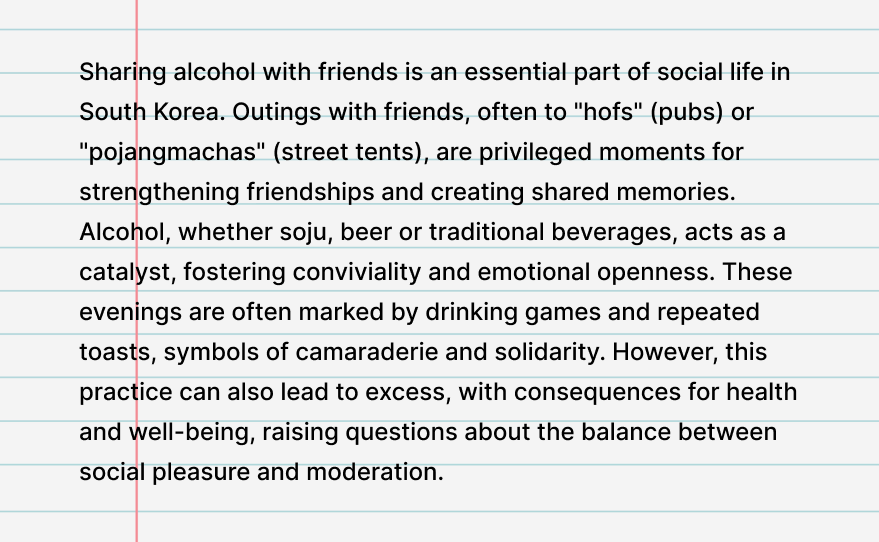 Sharing alcohol with friends is an essential part of social life in
South Korea. Outings with friends, often to "hofs" (pubs) or
"pojangmachas" (street tents), are privileged moments for
strengthening friendships and creating shared memories.
Alcohol, whether soju, beer or traditional beverages, acts as a
catalyst, fostering conviviality and emotional openness. These
evenings are often marked by drinking games and repeated
toasts, symbols of camaraderie and solidarity. However, this
practice can also lead to excess, with consequences for health
and well-being, raising questions about the balance between
social pleasure and moderation.